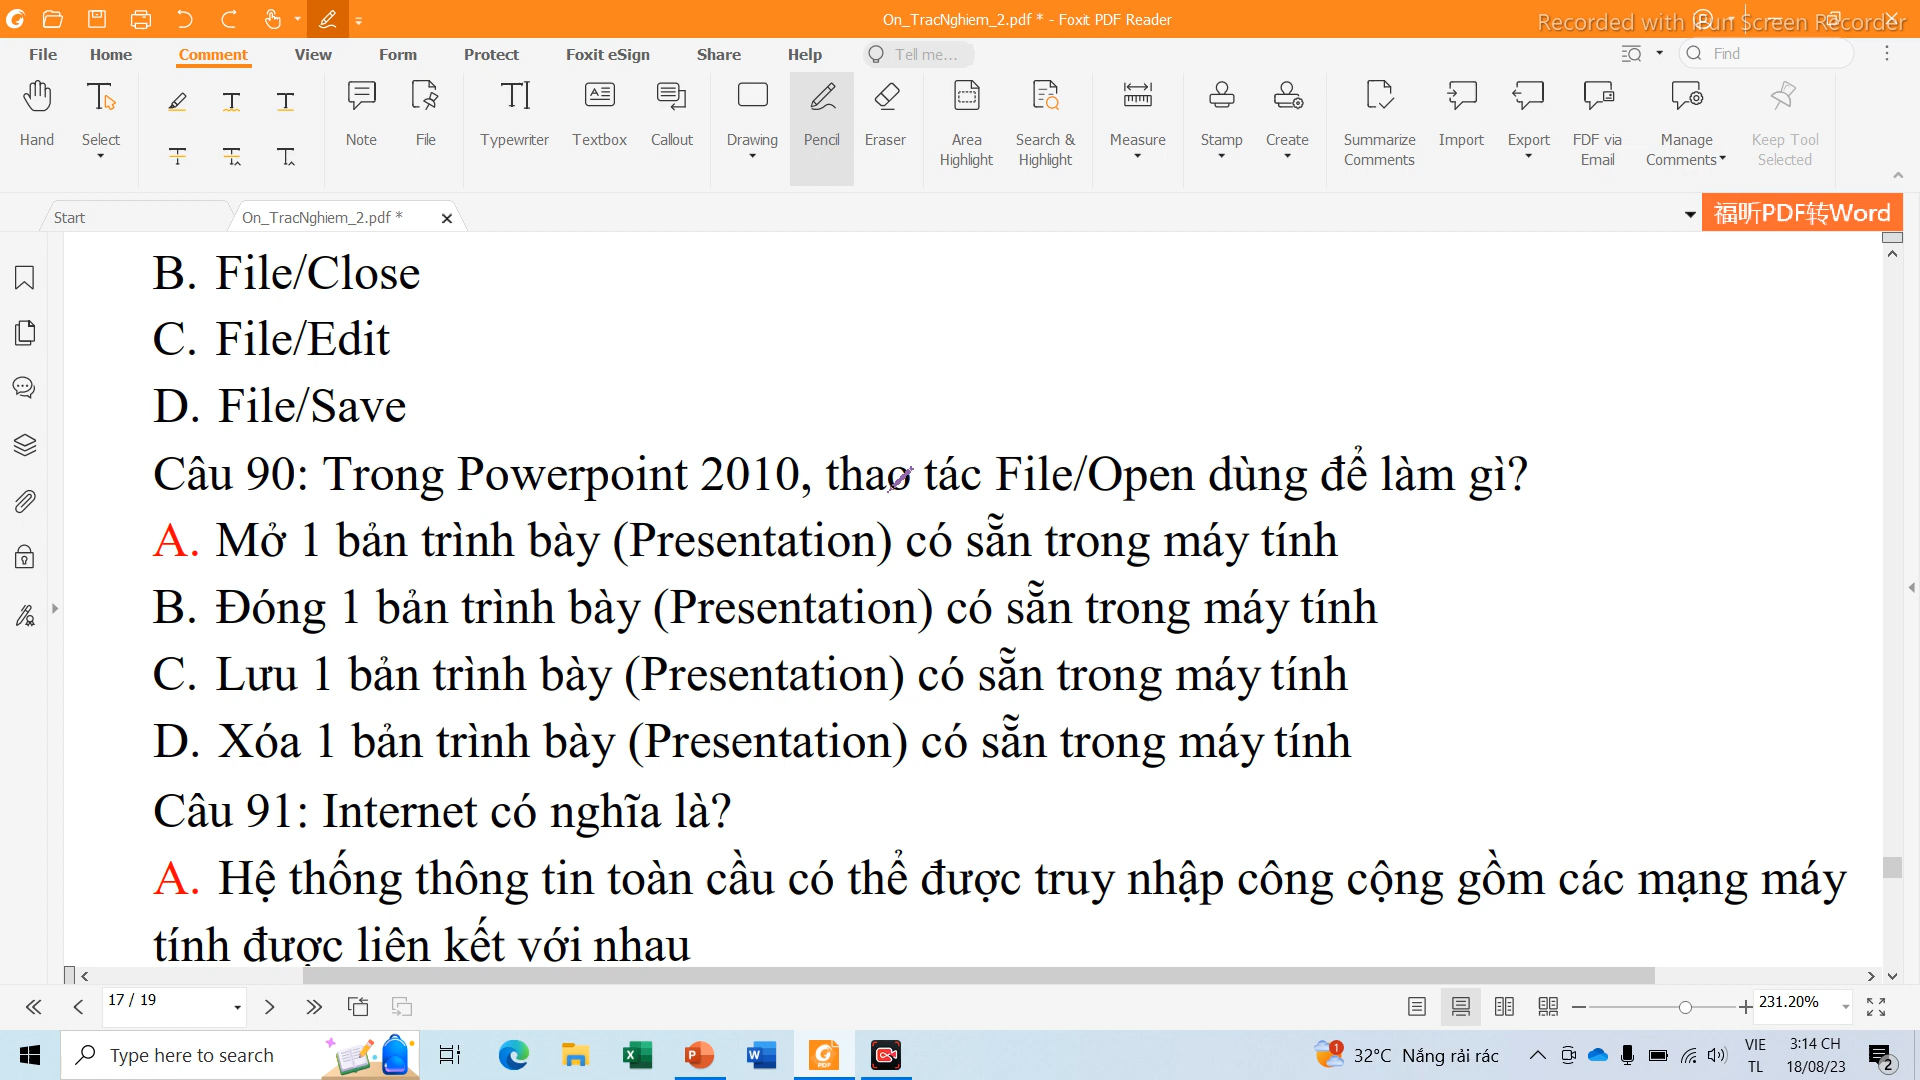 On_TracNghiem_2.pdf * - Foxit PDF Reader
Recorded with iFun Screen Recorder
File Home Comment View Form Protect Foxit eSign Share Help Tell me... Find
Hand Select Note File Typewriter Textbox Callout Drawing Pencil Eraser Area Highlight Search & Highlight Measure Stamp Create Summarize Comments Import Export FDF via Email Manage Comments Keep Tool Selected
Start On_TracNghiem_2.pdf * 福昕PDF转Word
B. File/Close
C. File/Edit
D. File/Save
Câu 90: Trong Powerpoint 2010, thao tác File/Open dùng để làm gì?
A. Mở 1 bản trình bày (Presentation) có sẵn trong máy tính
B. Đóng 1 bản trình bày (Presentation) có sẵn trong máy tính
C. Lưu 1 bản trình bày (Presentation) có sẵn trong máy tính
D. Xóa 1 bản trình bày (Presentation) có sẵn trong máy tính
Câu 91: Internet có nghĩa là?
A. Hệ thống thông tin toàn cầu có thể được truy nhập công cộng gồm các mạng máy
tính được liên kết với nhau
17 / 19 231.20%
Type here to search 32°C Nắng rải rác VIE 3:14 CH
TL 18/08/23 2